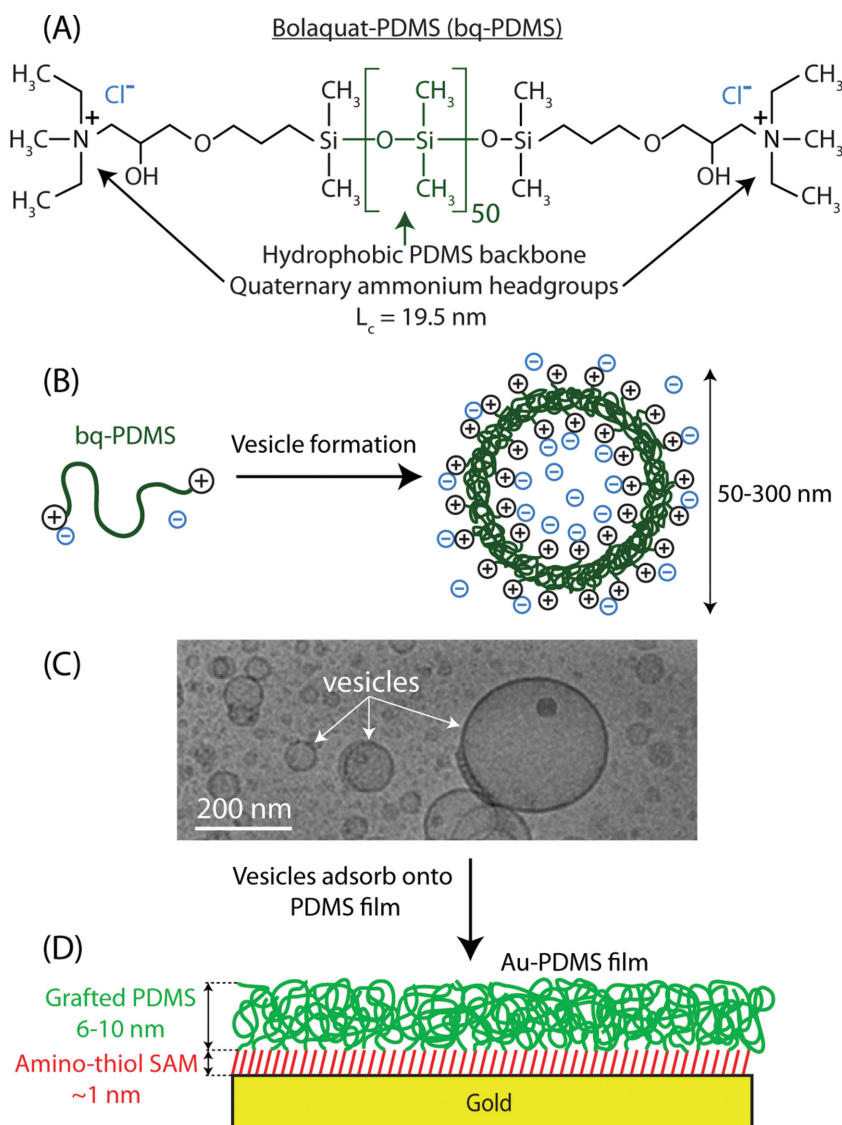 (A)
Bolaquat-PDMS (bq-PDMS)
H₃C Cl⁻ CH₃ CH₃ CH₃ Cl⁻ CH₃
H₃C N⁺ O Si O Si O Si O N⁺ CH₃
OH CH₃ CH₃ CH₃ OH
H₃C 50 CH₃
Hydrophobic PDMS backbone
Quaternary ammonium headgroups
L꜀ = 19.5 nm
(B)
bq-PDMS
Vesicle formation
50-300 nm
(C)
vesicles
200 nm
Vesicles adsorb onto
PDMS film
(D)
Au-PDMS film
Grafted PDMS
6-10 nm
Amino-thiol SAM
~1 nm
Gold